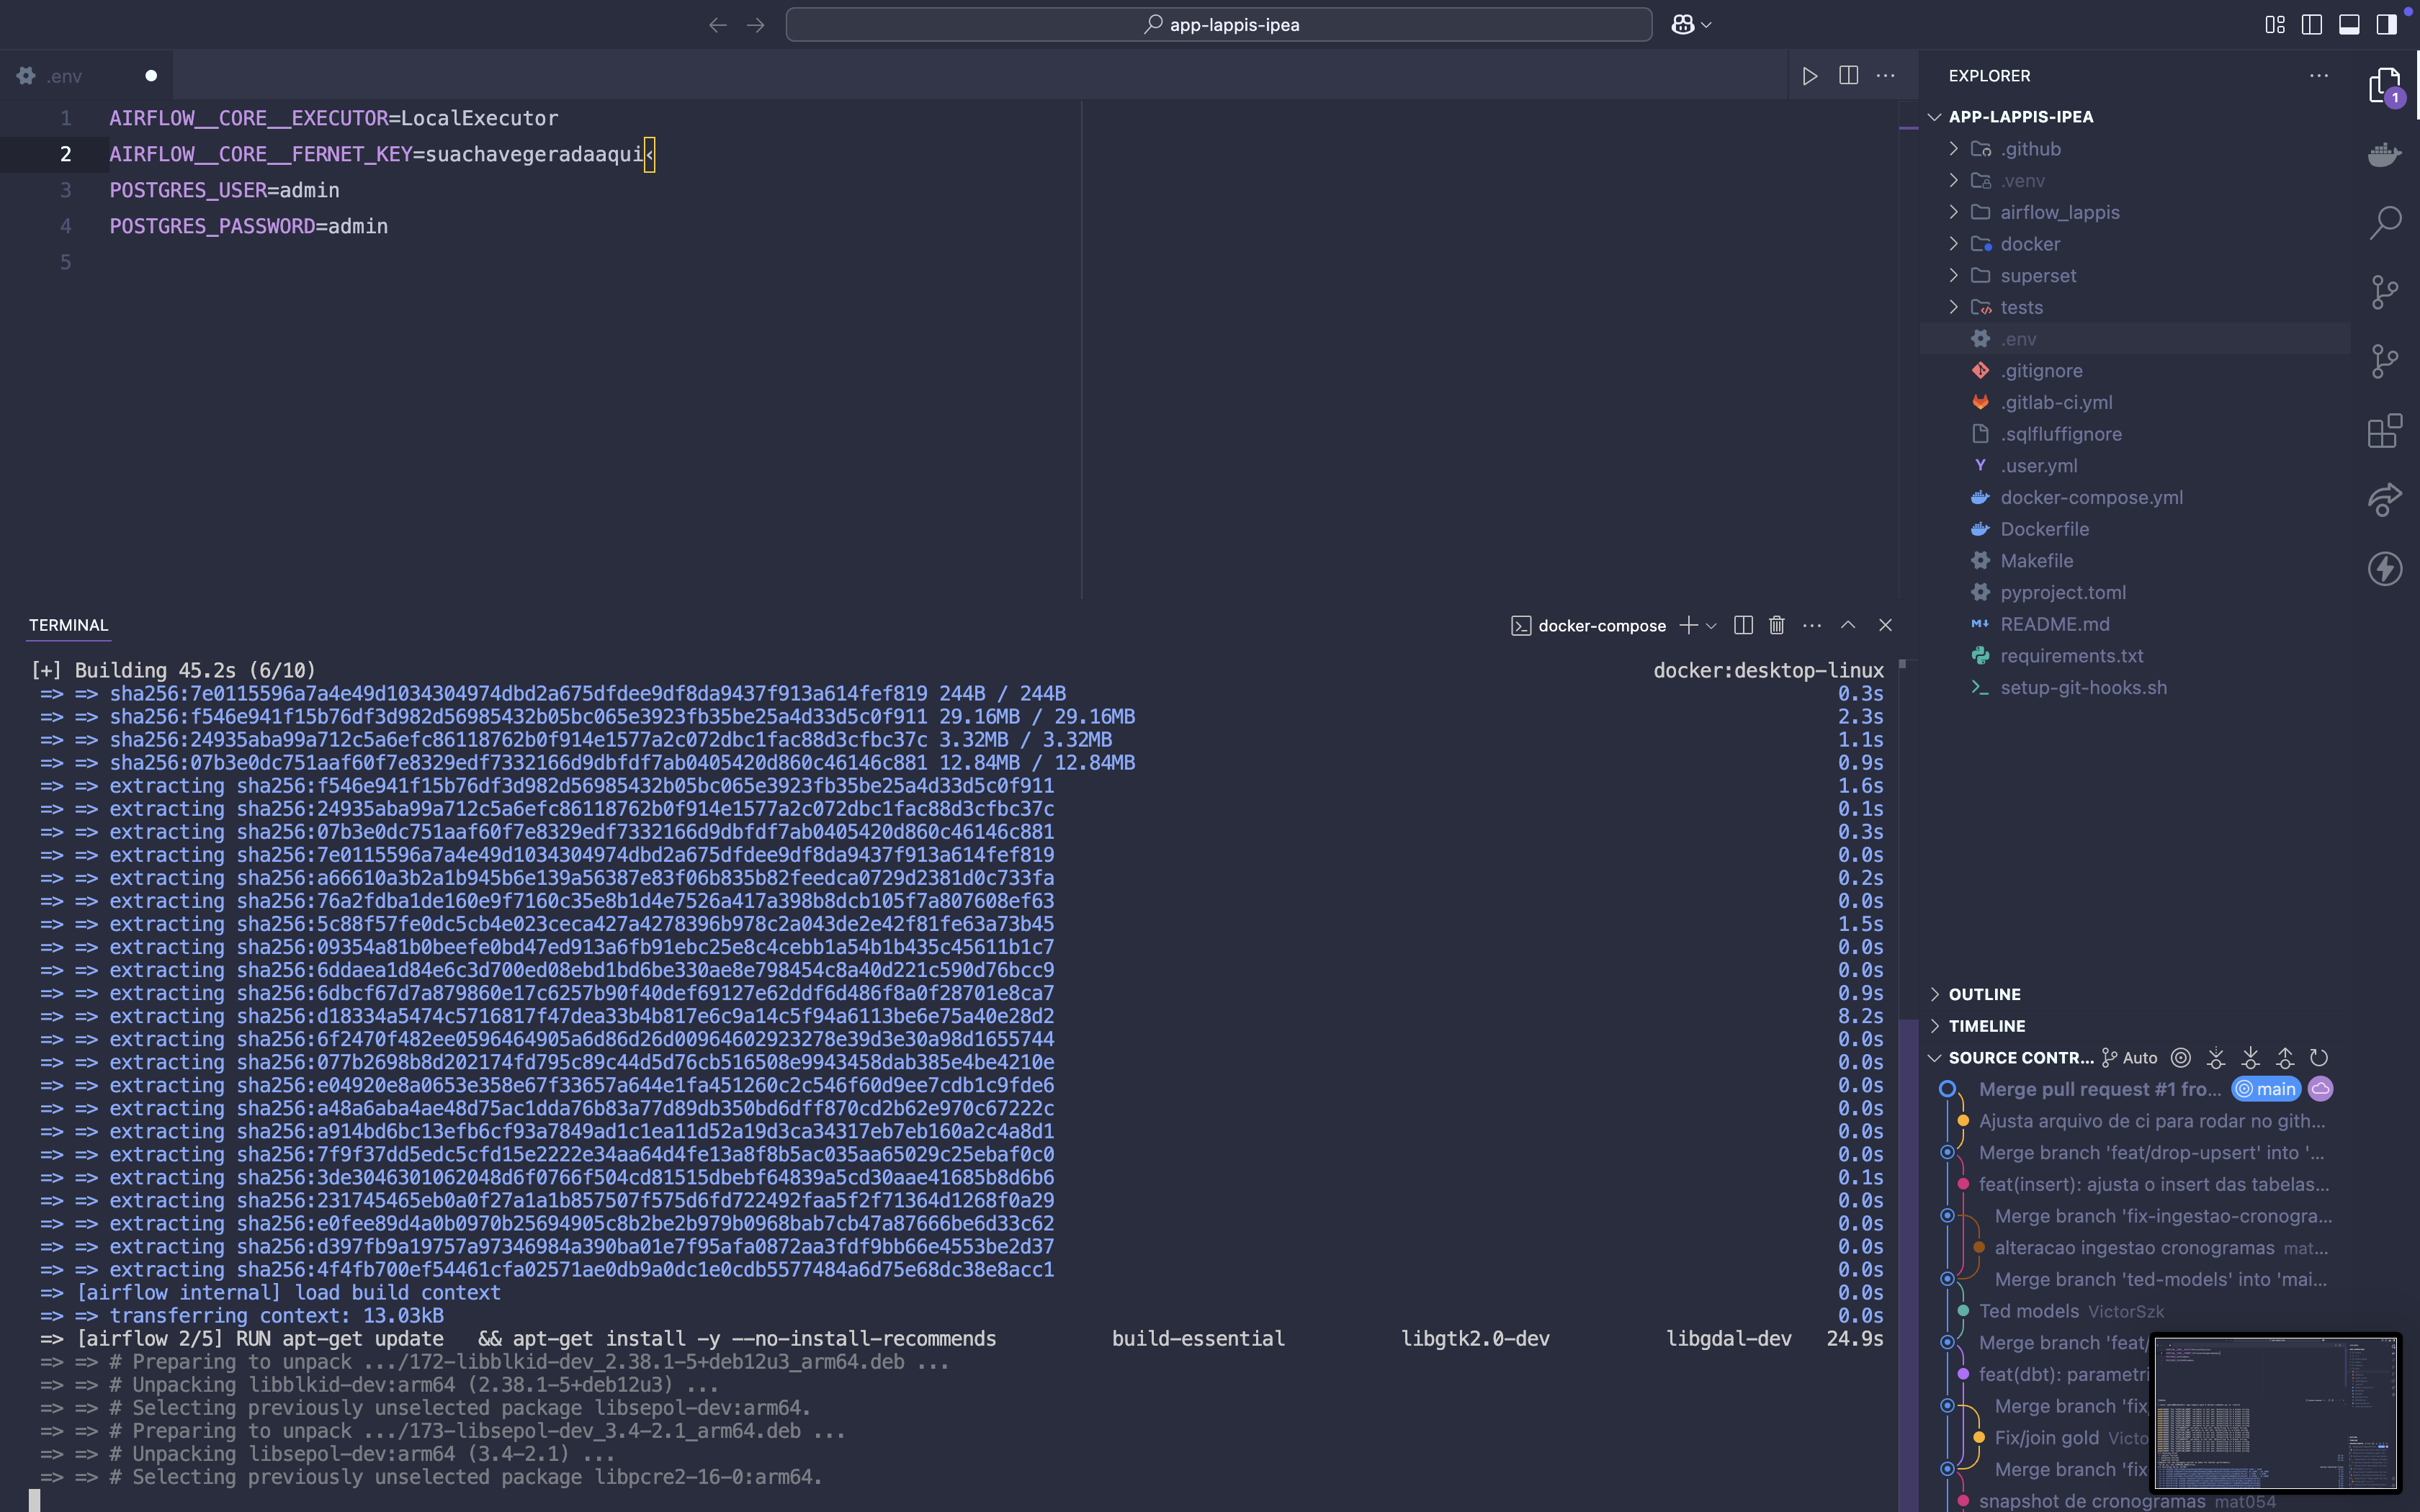 app-lappis-ipea
.env
1 AIRFLOW__CORE__EXECUTOR=LocalExecutor
2 AIRFLOW__CORE__FERNET_KEY=suachavegeradaaqui‹
3 POSTGRES_USER=admin
4 POSTGRES_PASSWORD=admin
5
TERMINAL
docker-compose
[+] Building 45.2s (6/10) docker:desktop-linux
=> => sha256:7e0115596a7a4e49d1034304974dbd2a675dfdee9df8da9437f913a614fef819 244B / 244B 0.3s
=> => sha256:f546e941f15b76df3d982d56985432b05bc065e3923fb35be25a4d33d5c0f911 29.16MB / 29.16MB 2.3s
=> => sha256:24935aba99a712c5a6efc86118762b0f914e1577a2c072dbc1fac88d3cfbc37c 3.32MB / 3.32MB 1.1s
=> => sha256:07b3e0dc751aaf60f7e8329edf7332166d9dbfdf7ab0405420d860c46146c881 12.84MB / 12.84MB 0.9s
=> => extracting sha256:f546e941f15b76df3d982d56985432b05bc065e3923fb35be25a4d33d5c0f911 1.6s
=> => extracting sha256:24935aba99a712c5a6efc86118762b0f914e1577a2c072dbc1fac88d3cfbc37c 0.1s
=> => extracting sha256:07b3e0dc751aaf60f7e8329edf7332166d9dbfdf7ab0405420d860c46146c881 0.3s
=> => extracting sha256:7e0115596a7a4e49d1034304974dbd2a675dfdee9df8da9437f913a614fef819 0.0s
=> => extracting sha256:a66610a3b2a1b945b6e139a56387e83f06b835b82feedca0729d2381d0c733fa 0.2s
=> => extracting sha256:76a2fdba1de160e9f7160c35e8b1d4e7526a417a398b8dcb105f7a807608ef63 0.0s
=> => extracting sha256:5c88f57fe0dc5cb4e023ceca427a4278396b978c2a043de2e42f81fe63a73b45 1.5s
=> => extracting sha256:09354a81b0beefe0bd47ed913a6fb91ebc25e8c4cebb1a54b1b435c45611b1c7 0.0s
=> => extracting sha256:6ddaea1d84e6c3d700ed08ebd1bd6be330ae8e798454c8a40d221c590d76bcc9 0.0s
=> => extracting sha256:6dbcf67d7a879860e17c6257b90f40def69127e62ddf6d486f8a0f28701e8ca7 0.9s
=> => extracting sha256:d18334a5474c5716817f47dea33b4b817e6c9a14c5f94a6113be6e75a40e28d2 8.2s
=> => extracting sha256:6f2470f482ee0596464905a6d86d26d00964602923278e39d3e30a98d1655744 0.0s
=> => extracting sha256:077b2698b8d202174fd795c89c44d5d76cb516508e9943458dab385e4be4210e 0.0s
=> => extracting sha256:e04920e8a0653e358e67f33657a644e1fa451260c2c546f60d9ee7cdb1c9fde6 0.0s
=> => extracting sha256:a48a6aba4ae48d75ac1dda76b83a77d89db350bd6dff870cd2b62e970c67222c 0.0s
=> => extracting sha256:a914bd6bc13efb6cf93a7849ad1c1ea11d52a19d3ca34317eb7eb160a2c4a8d1 0.0s
=> => extracting sha256:7f9f37dd5edc5cfd15e2222e34aa64d4fe13a8f8b5ac035aa65029c25ebaf0c0 0.0s
=> => extracting sha256:3de3046301062048d6f0766f504cd81515dbebf64839a5cd30aae41685b8d6b6 0.1s
=> => extracting sha256:231745465eb0a0f27a1a1b857507f575d6fd722492faa5f2f71364d1268f0a29 0.0s
=> => extracting sha256:e0fee89d4a0b0970b25694905c8b2be2b979b0968bab7cb47a87666be6d33c62 0.0s
=> => extracting sha256:d397fb9a19757a97346984a390ba01e7f95afa0872aa3fdf9bb66e4553be2d37 0.0s
=> => extracting sha256:4f4fb700ef54461cfa02571ae0db9a0dc1e0cdb5577484a6d75e68dc38e8acc1 0.0s
=> [airflow internal] load build context 0.0s
=> => transferring context: 13.03kB 0.0s
=> [airflow 2/5] RUN apt-get update && apt-get install -y --no-install-recommends build-essential libgtk2.0-dev libgdal-dev 24.9s
=> => # Preparing to unpack .../172-libblkid-dev_2.38.1-5+deb12u3_arm64.deb ...
=> => # Unpacking libblkid-dev:arm64 (2.38.1-5+deb12u3) ...
=> => # Selecting previously unselected package libsepol-dev:arm64.
=> => # Preparing to unpack .../173-libsepol-dev_3.4-2.1_arm64.deb ...
=> => # Unpacking libsepol-dev:arm64 (3.4-2.1) ...
=> => # Selecting previously unselected package libpcre2-16-0:arm64.
EXPLORER
1
APP-LAPPIS-IPEA
.github
.venv
airflow_lappis
docker
superset
tests
.env
.gitignore
.gitlab-ci.yml
.sqlfluffignore
.user.yml
docker-compose.yml
Dockerfile
Makefile
pyproject.toml
README.md
requirements.txt
setup-git-hooks.sh
OUTLINE
TIMELINE
SOURCE CONTR... Auto
Merge pull request #1 fro... main
Ajusta arquivo de ci para rodar no gith...
Merge branch 'feat/drop-upsert' into '...
feat(insert): ajusta o insert das tabelas...
Merge branch 'fix-ingestao-cronogra...
alteracao ingestao cronogramas mat...
Merge branch 'ted-models' into 'mai...
Ted models VictorSzk
Merge branch 'feat/
feat(dbt): parametri
Merge branch 'fix/
Fix/join gold Victo
Merge branch 'fix
snapshot de cronogramas mat054